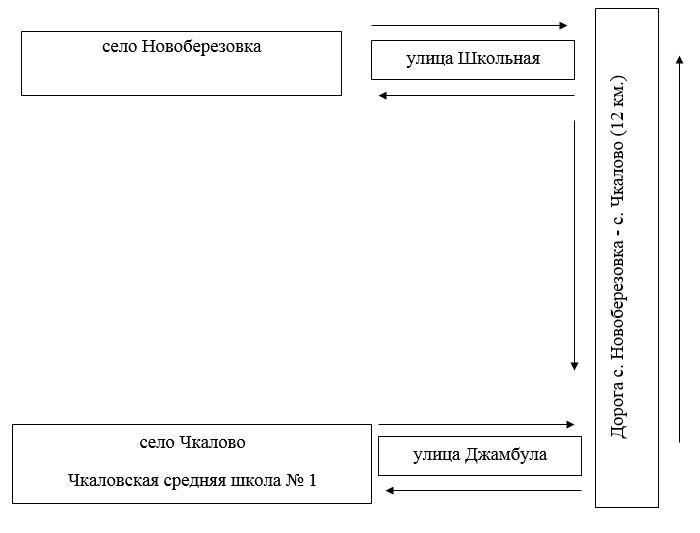 село Новоберезовка
улица Школьная
Дорога с. Новоберезовка - с. Чкалово (12 км.)
село Чкалово
Чкаловская средняя школа № 1
улица Джамбула